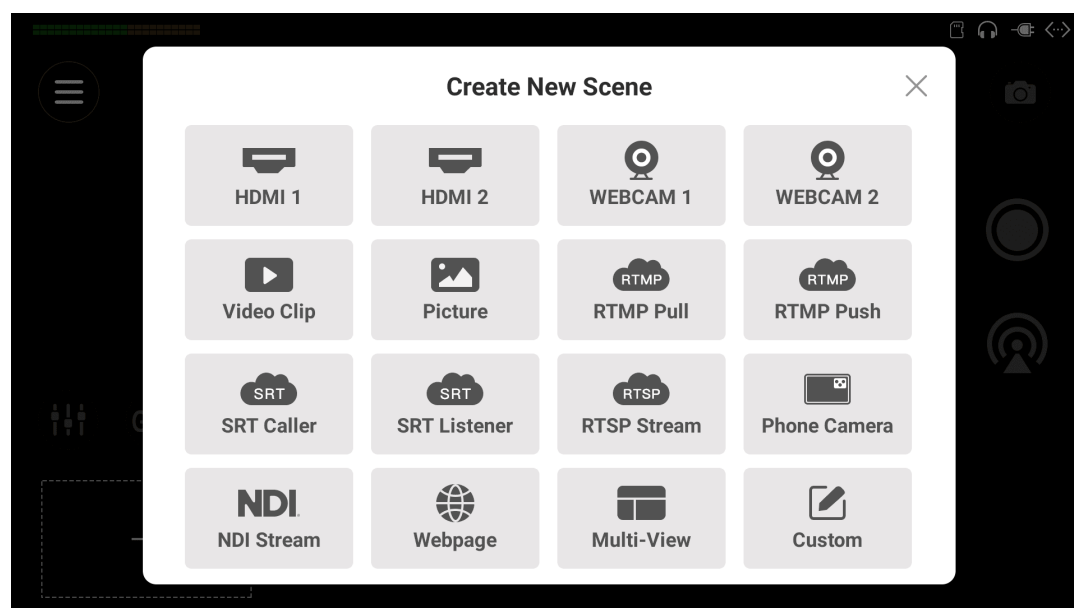 Create New Scene
HDMI 1
HDMI 2
WEBCAM 1
WEBCAM 2
Video Clip
Picture
RTMP
RTMP Pull
RTMP
RTMP Push
SRT
SRT Caller
SRT
SRT Listener
RTSP
RTSP Stream
Phone Camera
NDI
NDI Stream
Webpage
Multi-View
Custom